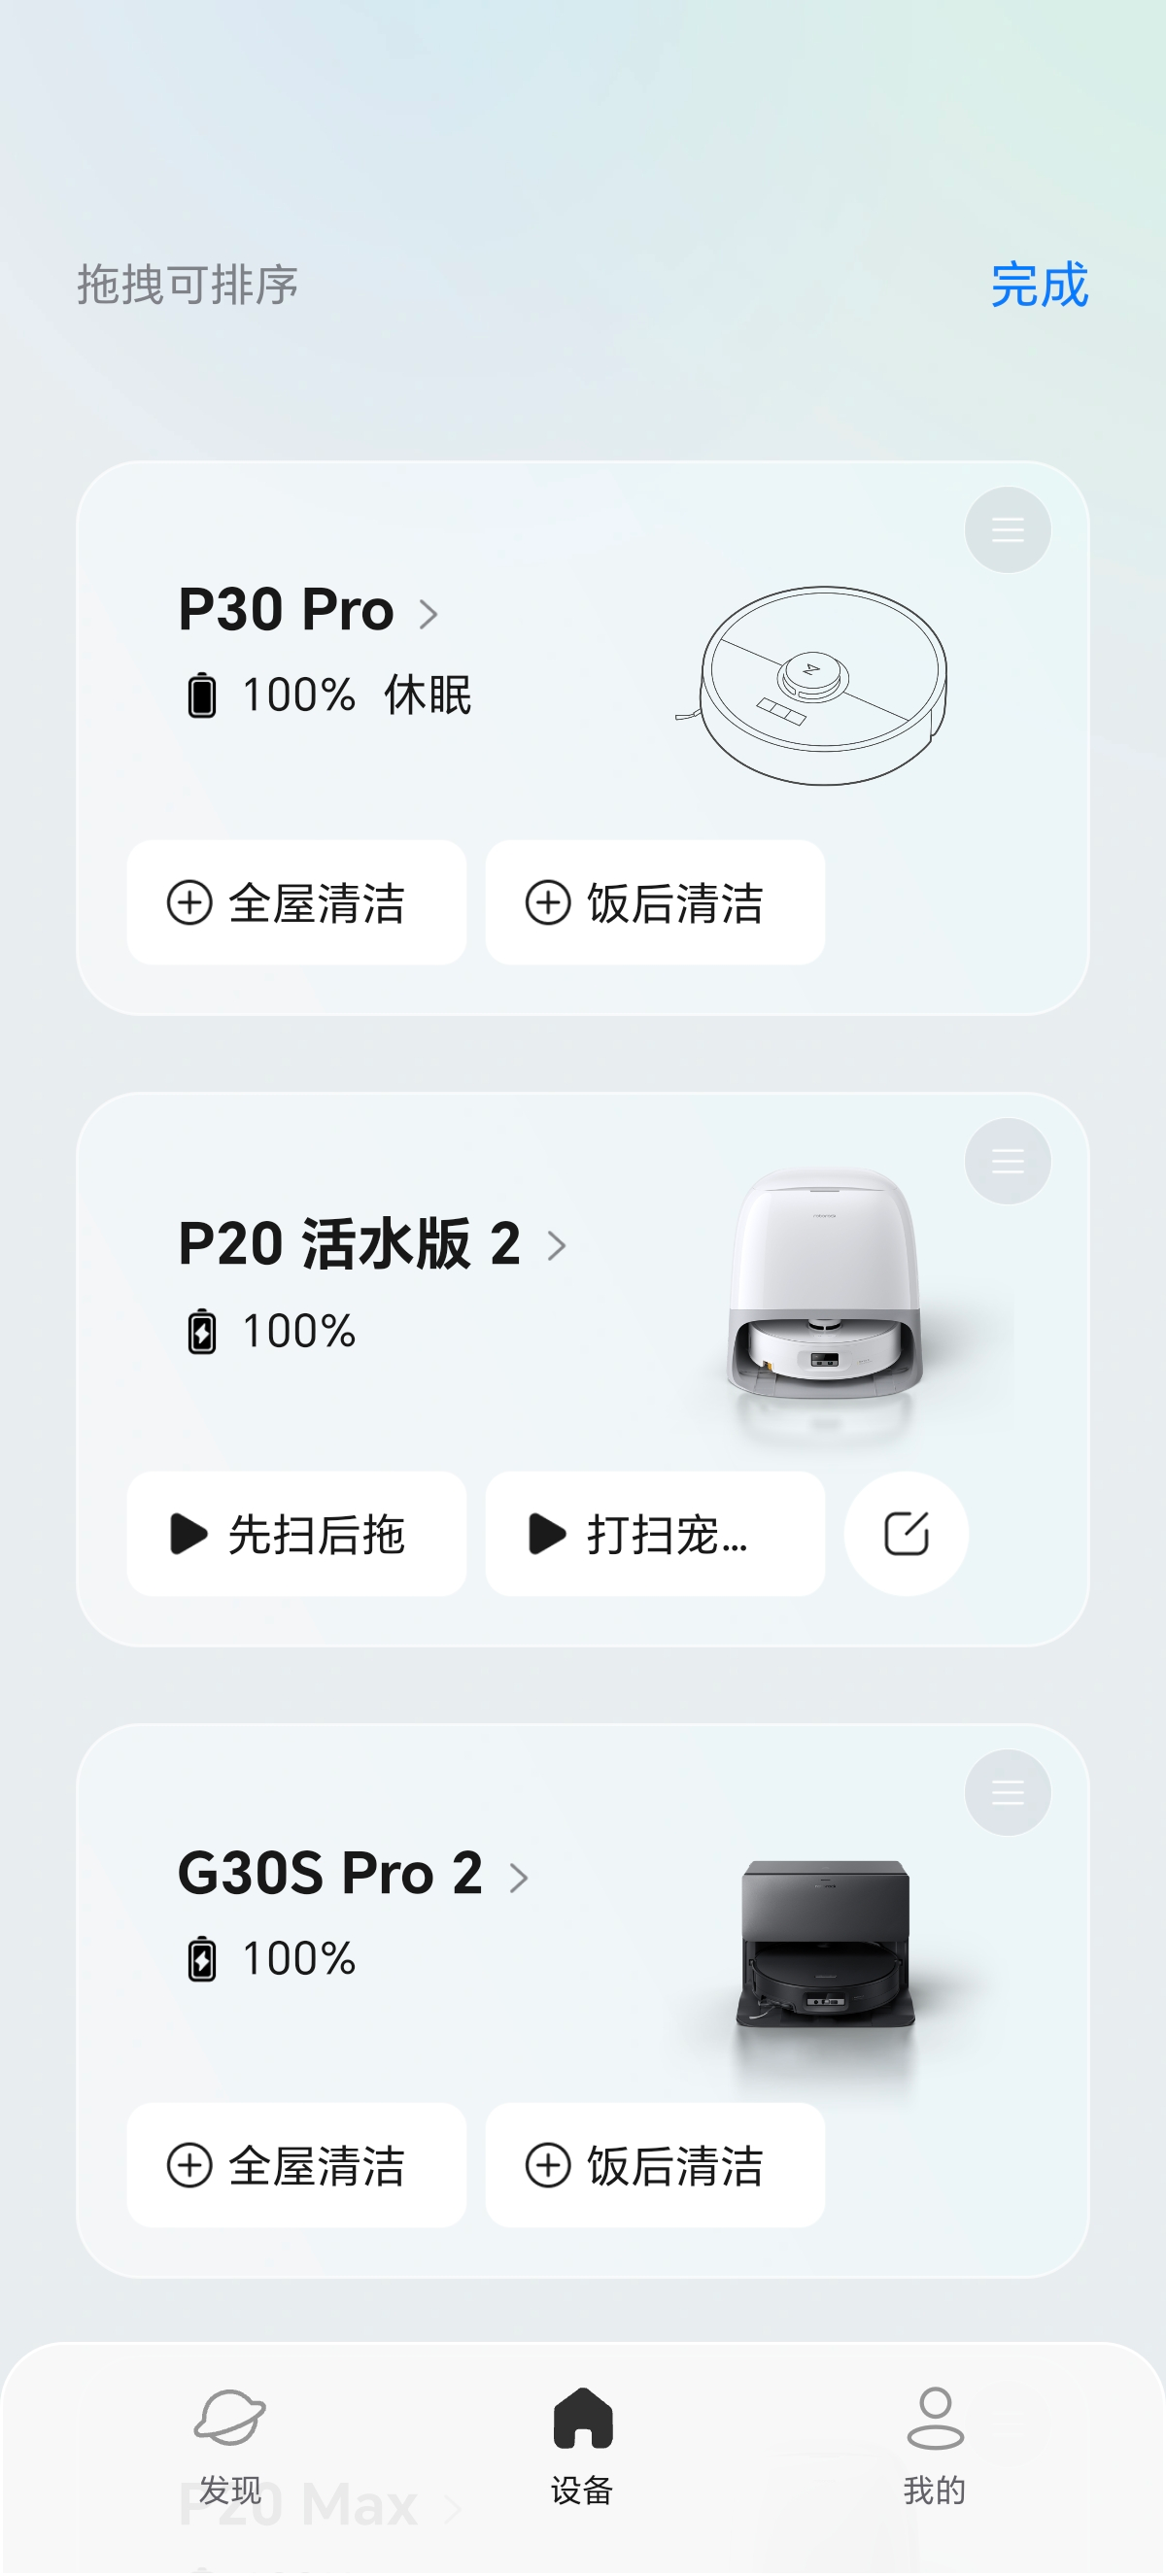 拖拽可排序
完成
P30 Pro
100% 休眠
全屋清洁
饭后清洁
P20 活水版 2
100%
先扫后拖
打扫宠...
G30S Pro 2
100%
全屋清洁
饭后清洁
P20 Max
发现
设备
我的